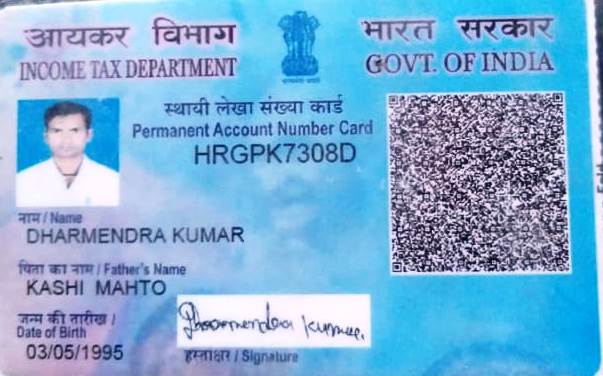 आयकर विभाग
INCOME TAX DEPARTMENT
भारत सरकार
GOVT. OF INDIA
स्थायी लेखा संख्या कार्ड
Permanent Account Number Card
HRGPK7308D
नाम / Name
DHARMENDRA KUMAR
पिता का नाम / Father's Name
KASHI MAHTO
जन्म की तारीख /
Date of Birth
03/05/1995
Dharmendra Kumar.
हस्ताक्षर / Signature